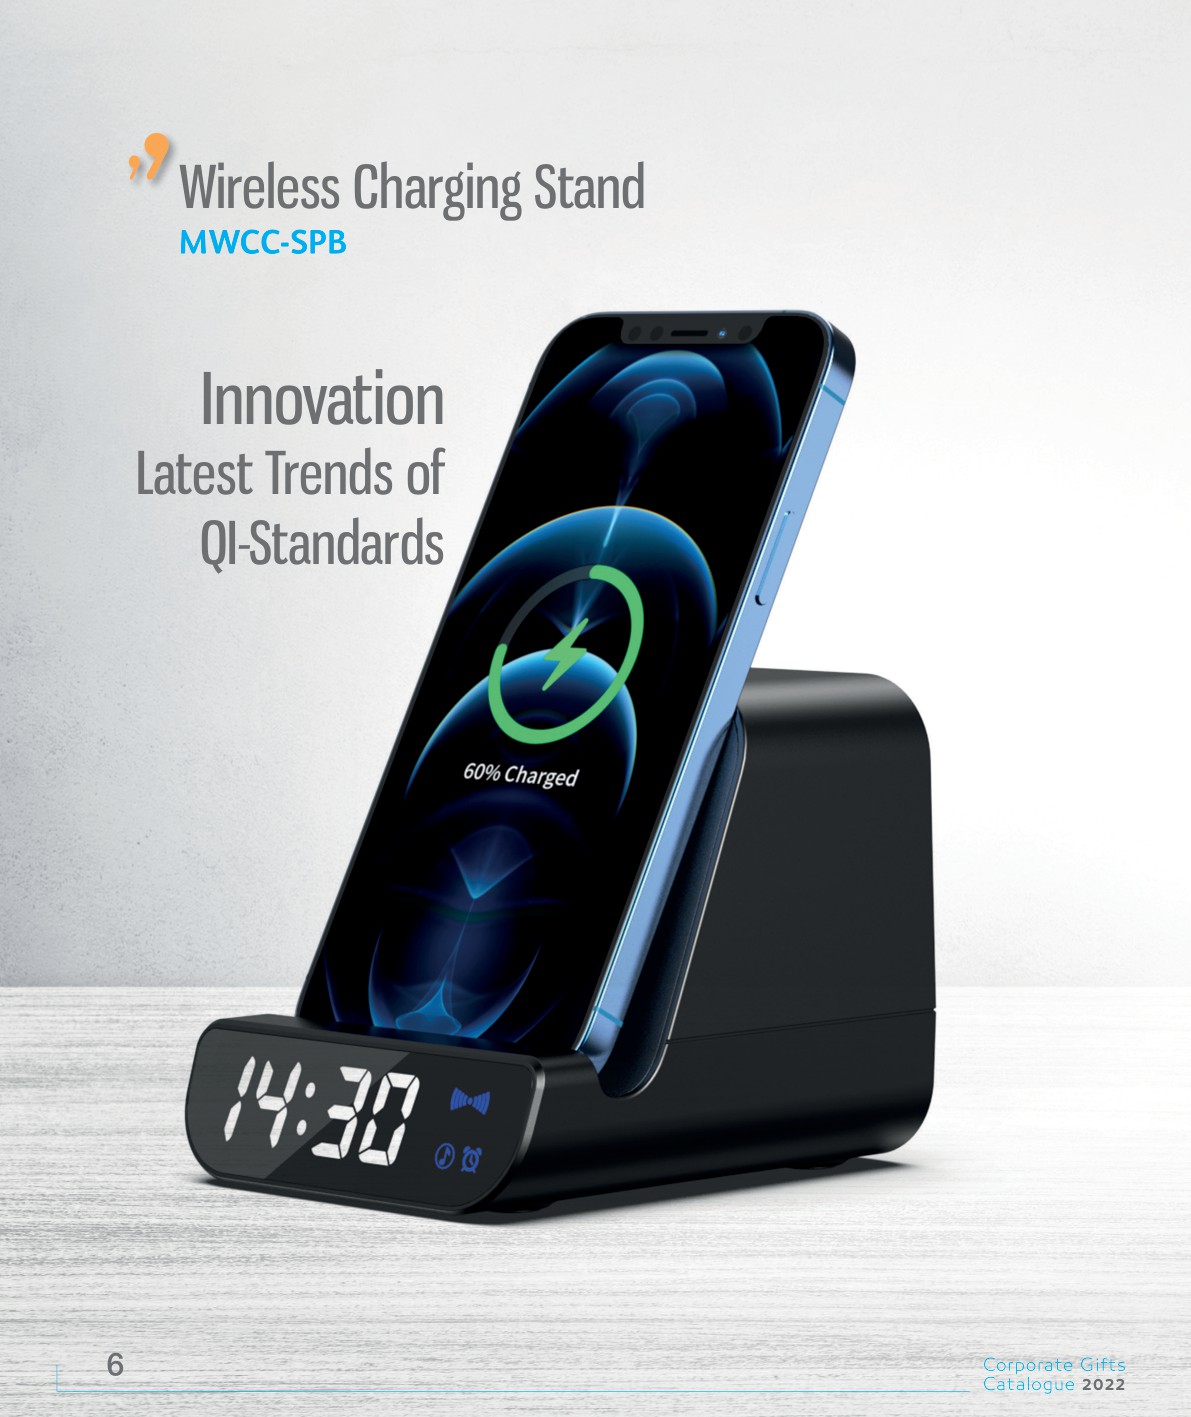 Wireless Charging Stand
MWCC-SPB
Innovation
Latest Trends of
QI-Standards
60% Charged
14:30
6
Corporate Gifts
Catalogue 2022